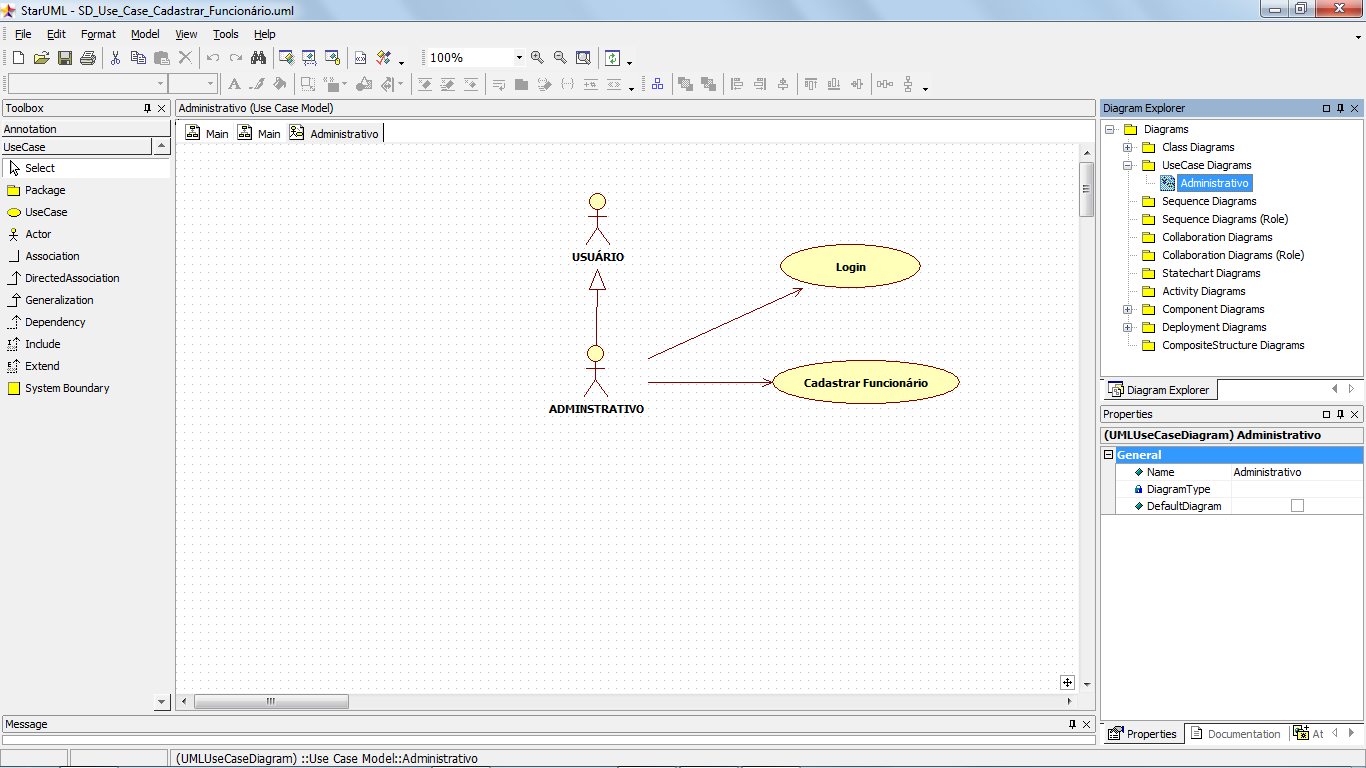 StarUML - SD_Use_Case_Cadastrar_Funcionário.uml
File Edit Format Model View Tools Help
100%
Toolbox
Annotation
UseCase
Select
Package
UseCase
Actor
Association
DirectedAssociation
Generalization
Dependency
Include
Extend
System Boundary
Administrativo (Use Case Model)
Main Main Administrativo
USUÁRIO
Login
Cadastrar Funcionário
ADMINSTRATIVO
Diagram Explorer
Diagrams
Class Diagrams
UseCase Diagrams
Administrativo
Sequence Diagrams
Sequence Diagrams (Role)
Collaboration Diagrams
Collaboration Diagrams (Role)
Statechart Diagrams
Activity Diagrams
Component Diagrams
Deployment Diagrams
CompositeStructure Diagrams
Diagram Explorer
Properties
(UMLUseCaseDiagram) Administrativo
General
Name Administrativo
DiagramType
DefaultDiagram
Properties Documentation At
Message
(UMLUseCaseDiagram) ::Use Case Model::Administrativo